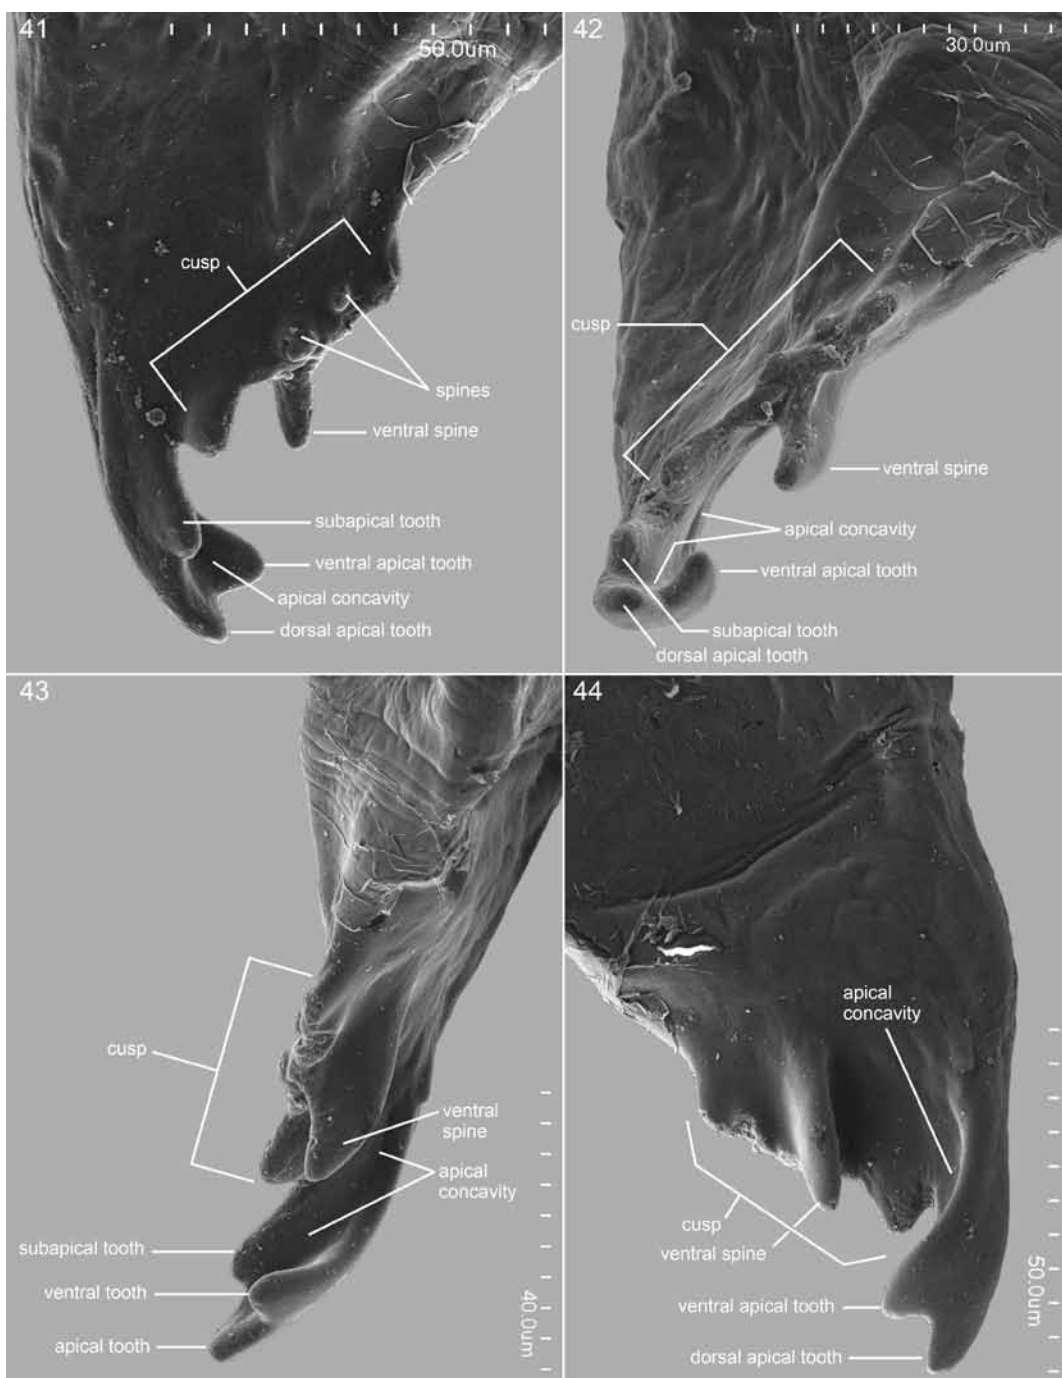 41
50.0um
cusp
spines
ventral spine
subapical tooth
ventral apical tooth
apical concavity
dorsal apical tooth
42
30.0um
cusp
ventral spine
apical concavity
ventral apical tooth
subapical tooth
dorsal apical tooth
43
cusp
ventral
spine
apical
concavity
subapical tooth
ventral tooth
apical tooth
40.0um
44
apical
concavity
cusp
ventral spine
ventral apical tooth
dorsal apical tooth
50.0um